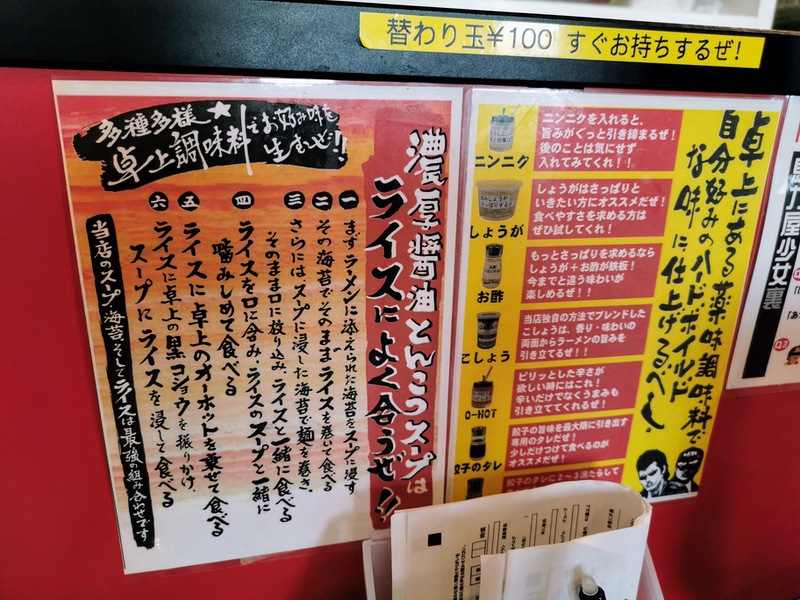 替わり玉¥100 すぐお持ちするぜ!
多種多様★
卓上調味料でお好み味を
生まいぜ!!
濃厚醤油とんこつスープは
ライスによく合うぜ!!
一 まずラーメンに添えられた海苔をスープに浸す
二 その海苔でそのままライスを巻いて食べる
三 さらにはスープに浸した海苔で麺を巻き、
そのまま口に放り込み、ライスと一緒に食べる
四 ライスを口に含み、ライスのスープと一緒に
噛みしめて食べる
五 ライスに卓上のオーホットを乗せて食べる
六 ライスに卓上の黒コショウを振りかけ、
スープにライスを浸して食べる
当店のスープ、海苔、そしてライスは最強の組み合わせです
卓上にある薬味調味料で
自分好みのハードボイルド
な味に仕上げるべし。
ニンニク
ニンニクを入れると、
旨みがぐっと引き締まるぜ!
後のことは気にせず
入れてみてくれ!!
しょうが
しょうがはさっぱりと
いきたい方にオススメだぜ!
食べやすさを求める方は
ぜひ試してくれ!
お酢
もっとさっぱりを求めるなら
しょうが+お酢が鉄板!
今までと違う味わいが
楽しめるぜ!!
こしょう
当店独自の方法でブレンドした
こしょうは、香り・味わいの
両面からラーメンの旨みを
引き立てるぜ!!
O-HOT
ピリッとした辛さが
欲しい時にはこれ!
辛いだけでなくうまみも
引き立ててくれるぜ!
餃子のタレ
餃子の旨味を最大限に引き出す
専用のタレだぜ!
少しだけつけて食べるのが
オススメだぜ!
餃子のタレに2~3滴たらして
屋少女裏